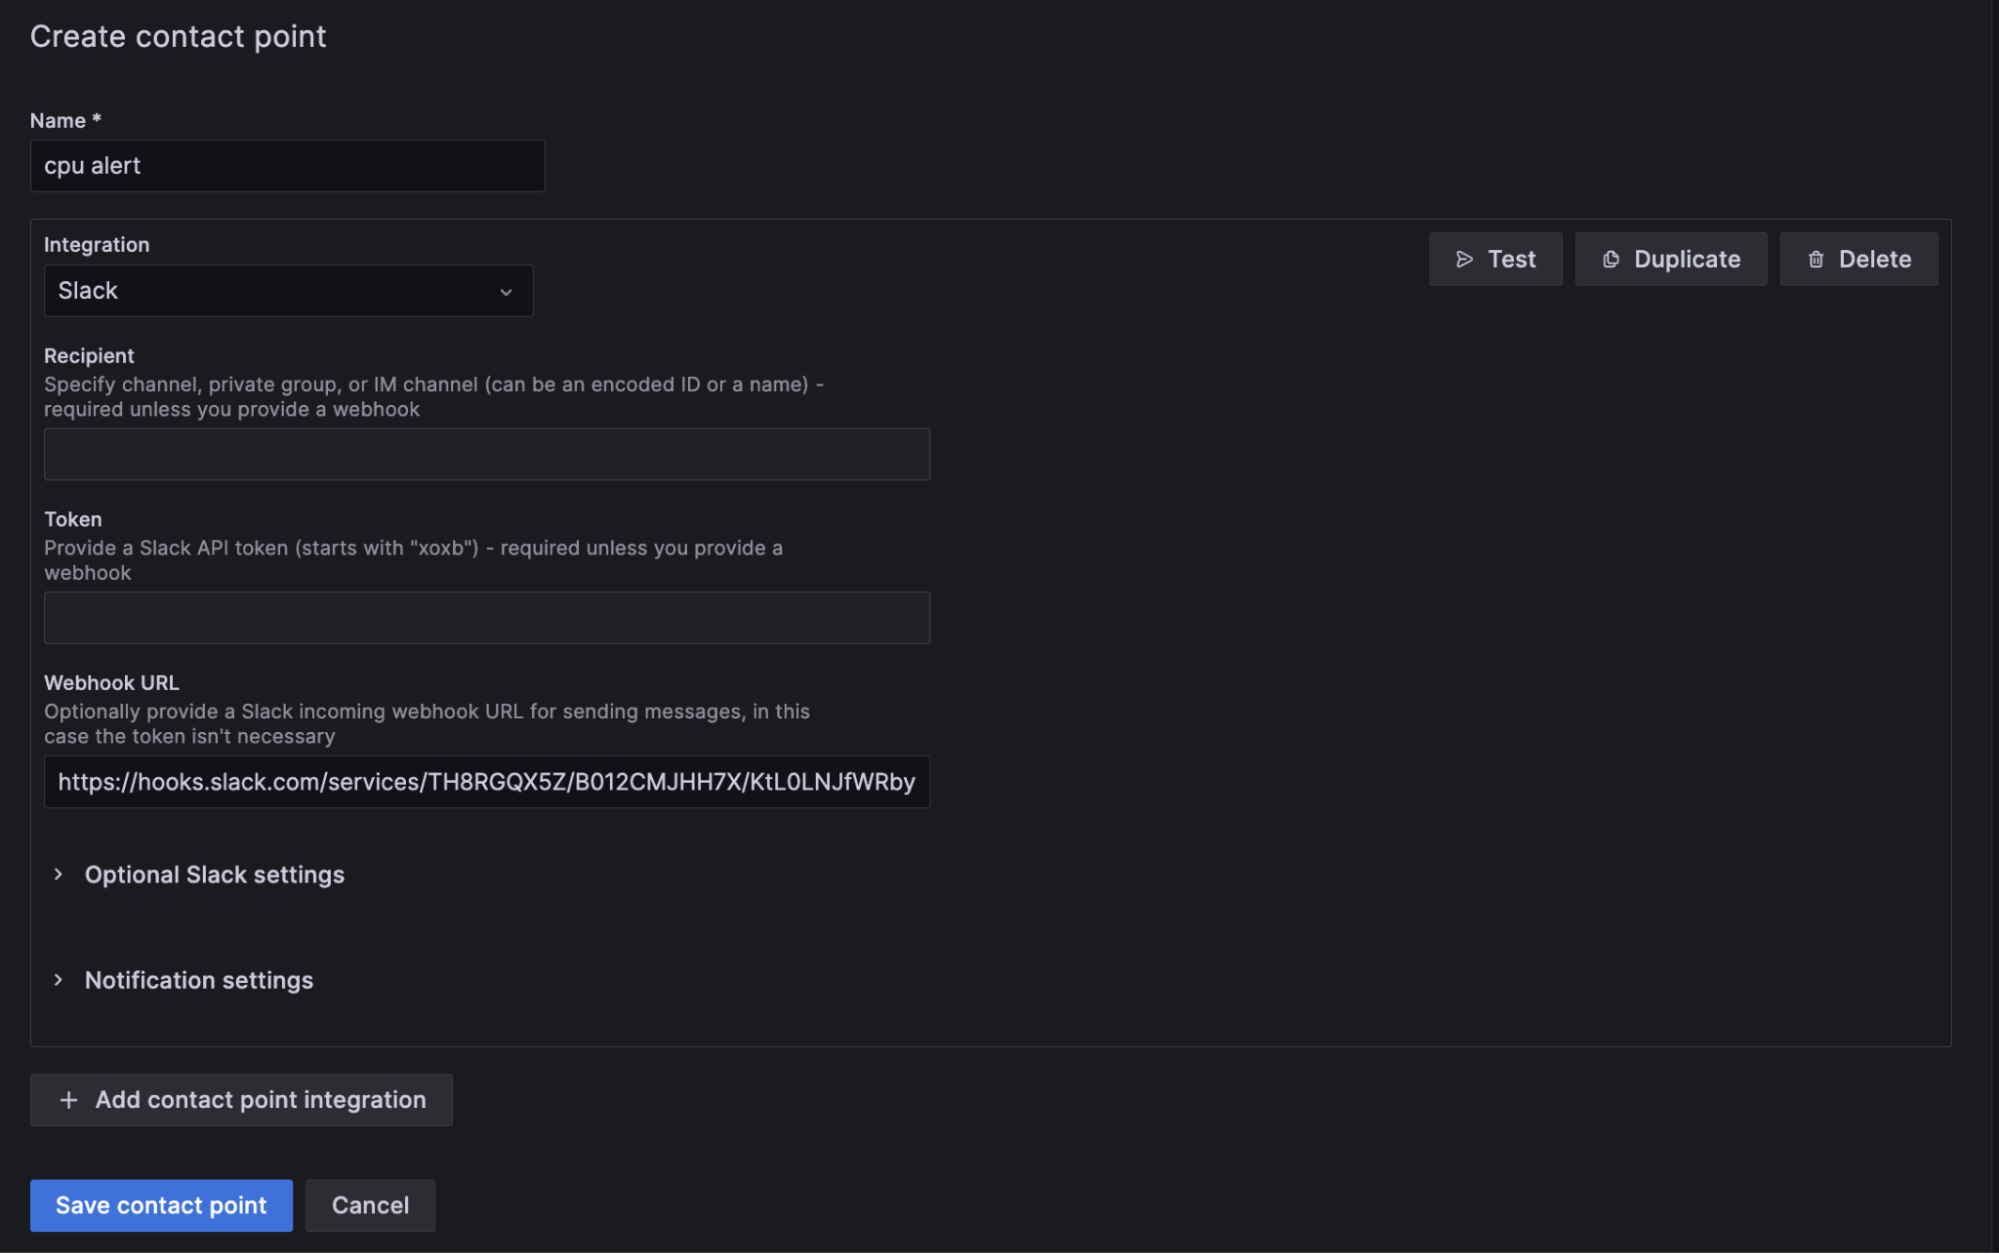 Create contact point
Name *
cpu alert
Integration
Slack
Test
Duplicate
Delete
Recipient
Specify channel, private group, or IM channel (can be an encoded ID or a name) -
required unless you provide a webhook
Token
Provide a Slack API token (starts with "xoxb") - required unless you provide a
webhook
Webhook URL
Optionally provide a Slack incoming webhook URL for sending messages, in this
case the token isn't necessary
https://hooks.slack.com/services/TH8RGQX5Z/B012CMJHH7X/KtL0LNJfWRby
Optional Slack settings
Notification settings
+ Add contact point integration
Save contact point
Cancel